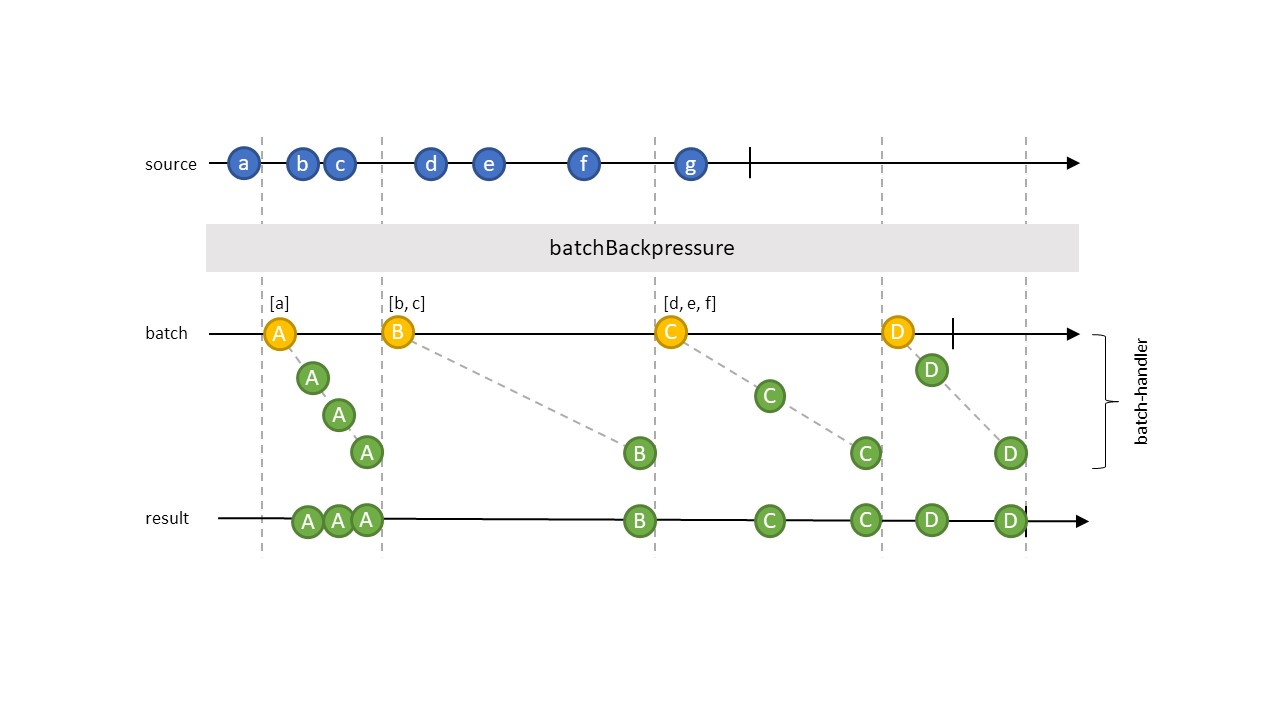 source a b c d e f g
batchBackpressure
[a] [b, c] [d, e, f]
batch A B C D
A C D
A
A B C D
batch-handler
result A A A B C C D D